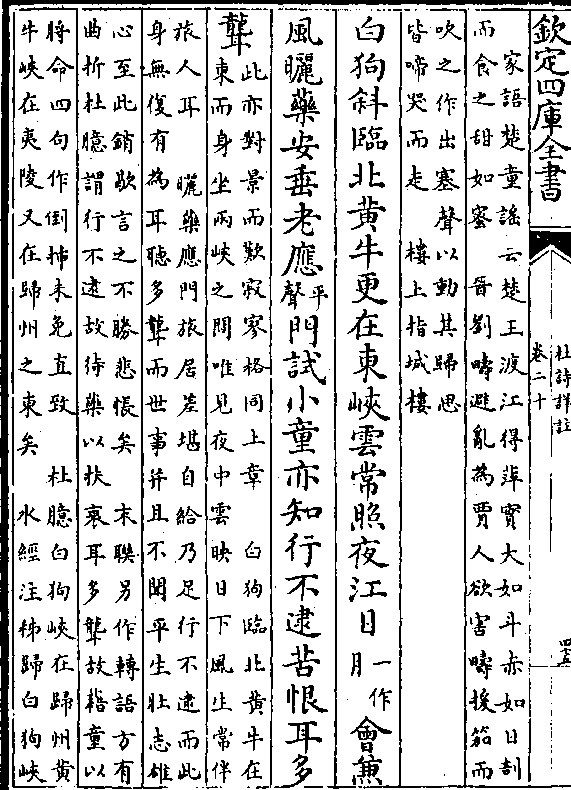 欽定四庫全書
杜詩詳註
卷二十
四五
家語楚童謠云楚王渡江得萍實大如斗赤如日剖
而食之甜如蜜　晉劉疇避亂為賈人欲害疇援笳而
吹之作出塞聲以動其歸思
皆啼哭而走　樓上指城樓
白狗斜臨北黃牛更在東峽雲常照夜江日一作月會兼
風曬藥安垂老應平聲門試小童亦知行不逮苦恨耳多
聾此亦對景而歎寂寥格同上章　白狗臨北黃牛在
東而身坐兩峽之間唯見夜中雲映日下風生常伴
旅人耳　曬藥應門旅居差堪自給乃足行不逮而此
身無復有為耳聽多聾而世事并且不聞平生壯志雄
心至此銷歇言之不勝悲悵矣　末聯另作轉語方有
曲折杜臆謂行不逮故待藥以扶衰耳多聾故藉童以
將命四句作倒插未免直致　杜臆白狗峽在歸州黃
牛峽在夷陵又在歸州之東矣　水經注秭歸白狗峽